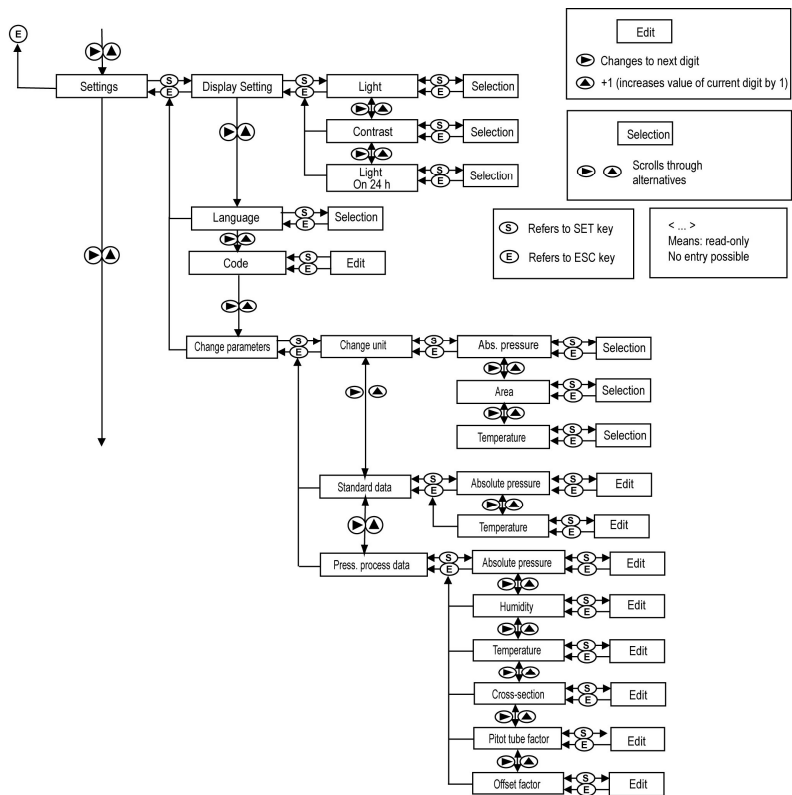 E
Edit
Changes to next digit
+1 (increases value of current digit by 1)
Settings
S
E
Display Setting
S
E
Light
S
E
Selection
Contrast
S
E
Selection
Light
On 24 h
S
E
Selection
Selection
Scrolls through
alternatives
Language
S
E
Selection
Code
S
E
Edit
S Refers to SET key
E Refers to ESC key
< ... >
Means: read-only
No entry possible
Change parameters
S
E
Change unit
S
E
Abs. pressure
S
E
Selection
Area
S
E
Selection
Temperature
S
E
Selection
Standard data
S
E
Absolute pressure
S
E
Edit
Temperature
S
E
Edit
Press. process data
S
E
Absolute pressure
S
E
Edit
Humidity
S
E
Edit
Temperature
S
E
Edit
Cross-section
S
E
Edit
Pitot tube factor
S
E
Edit
Offset factor
S
E
Edit